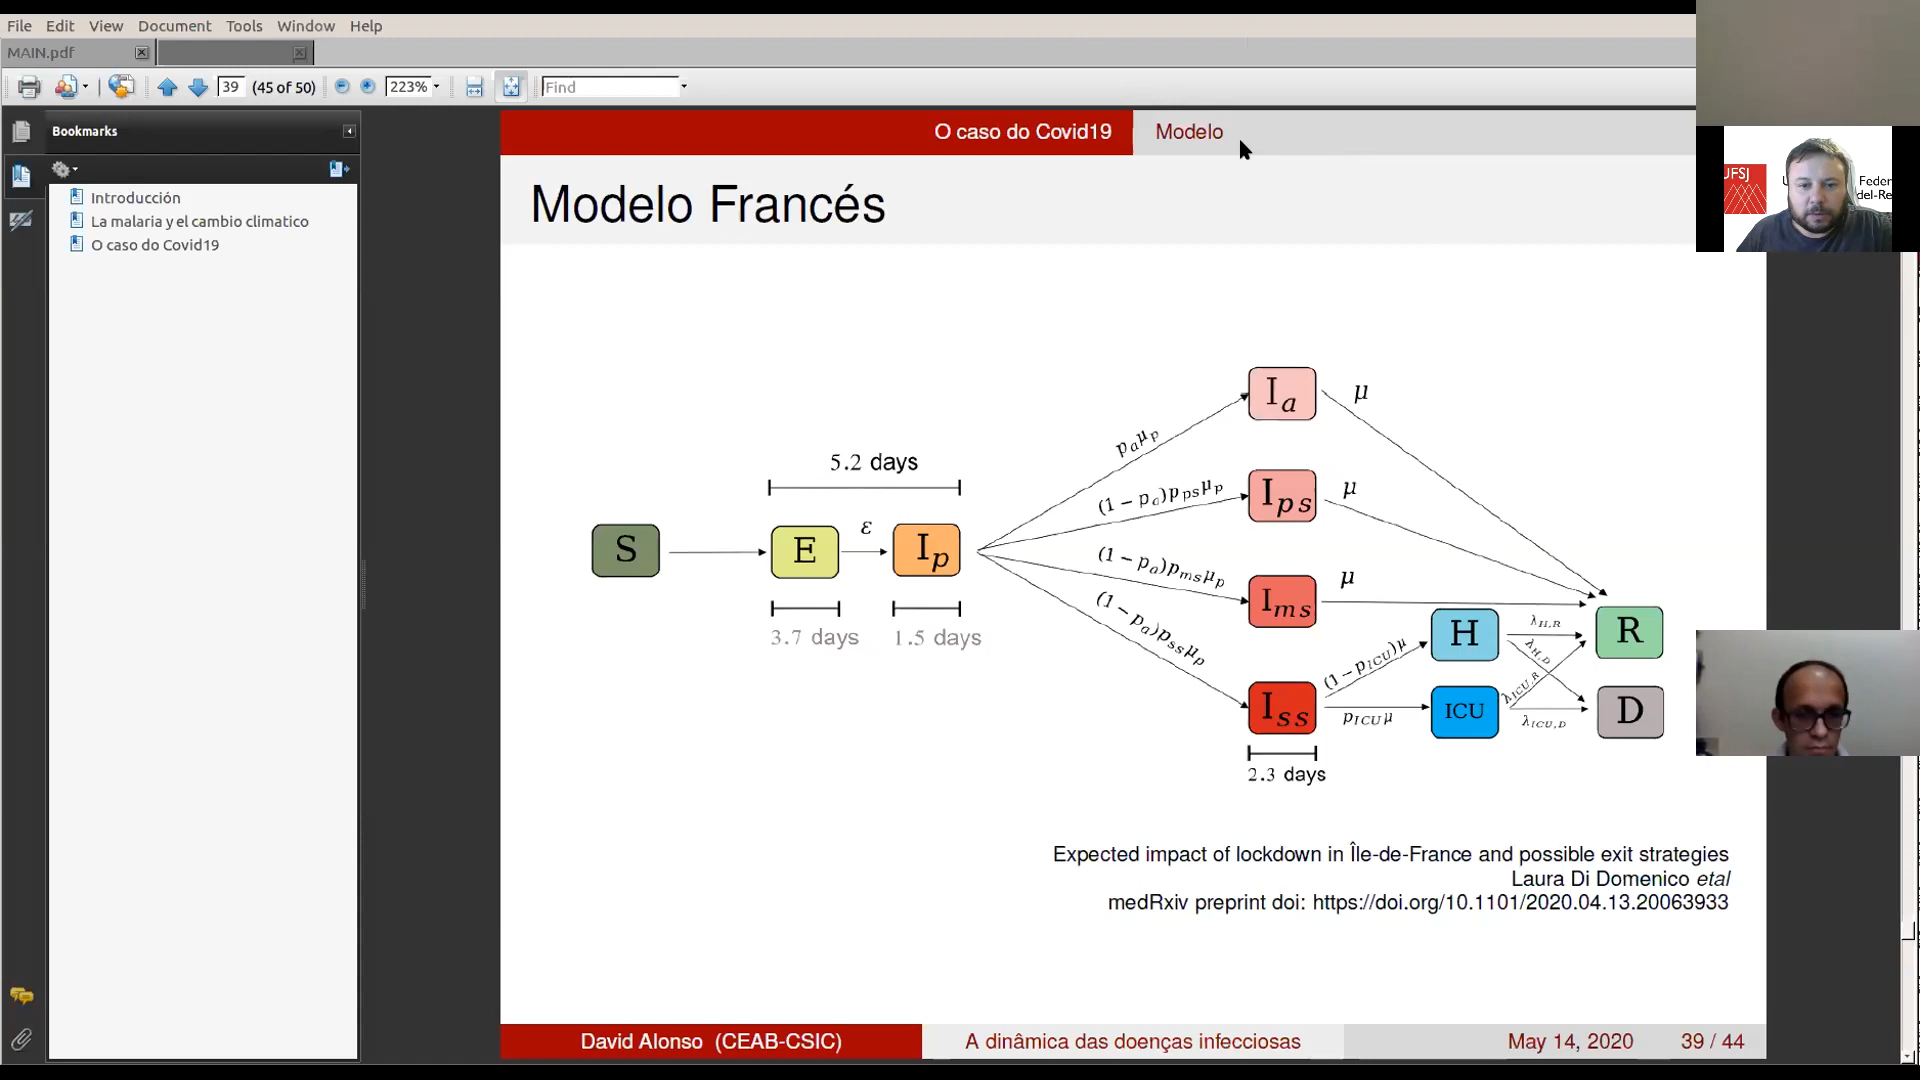 File Edit View Document Tools Window Help
MAIN.pdf
39 (45 of 50) 223% Find
Bookmarks
Introducción
La malaria y el cambio climatico
O caso do Covid19
O caso do Covid19 Modelo
Modelo Francés
5.2 days
S
E
ε
I_p
3.7 days
1.5 days
p_a μ_p
(1 − p_a)p_ps μ_p
(1 − p_a)p_ms μ_p
(1 − p_a)p_ss μ_p
I_a
μ
I_ps
μ
I_ms
μ
I_ss
2.3 days
(1 − p_ICU)μ
p_ICU μ
H
ICU
λ_H,R
λ_H,D
λ_ICU,R
λ_ICU,D
R
D
Expected impact of lockdown in Île-de-France and possible exit strategies
Laura Di Domenico etal
medRxiv preprint doi: https://doi.org/10.1101/2020.04.13.20063933
David Alonso (CEAB-CSIC) A dinâmica das doenças infecciosas May 14, 2020 39 / 44
UFSJ
Feder
del-Re